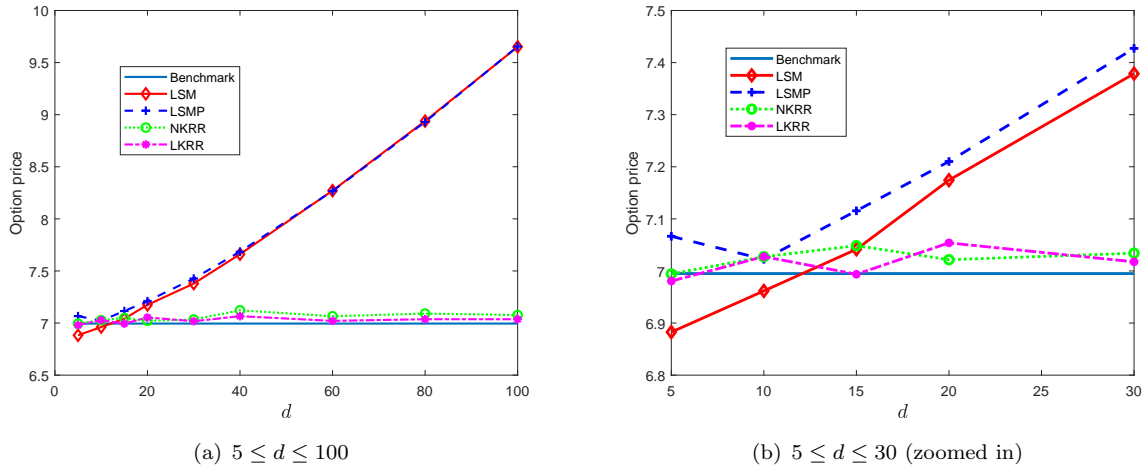 10
9.5
9
8.5
8
7.5
7
6.5
Option price
Benchmark
LSM
LSMP
NKRR
LKRR
0 20 40 60 80 100
d
(a) 5 ≤ d ≤ 100
7.5
7.4
7.3
7.2
7.1
7
6.9
6.8
Option price
Benchmark
LSM
LSMP
NKRR
LKRR
5 10 15 20 25 30
d
(b) 5 ≤ d ≤ 30 (zoomed in)